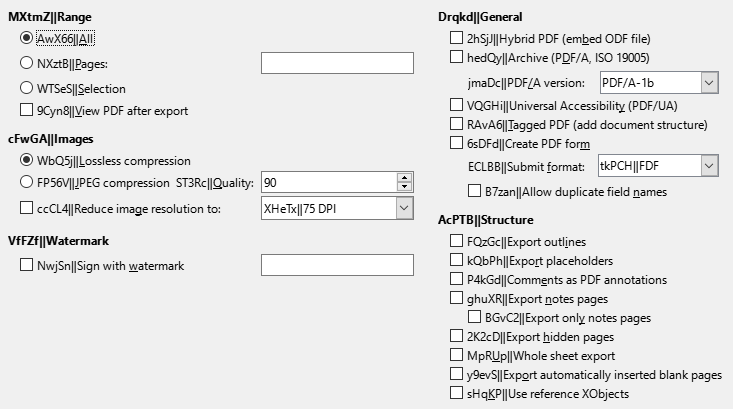 MXtmZ||Range
AwX66||All
NXztB||Pages:
WTSeS||Selection
9Cyn8||View PDF after export
cFwGA||Images
WbQ5j||Lossless compression
FP56V||JPEG compression ST3Rc||Quality: 90
ccCL4||Reduce image resolution to: XHeTx||75 DPI
VfFZf||Watermark
NwjSn||Sign with watermark
Drqkd||General
2hSjJ||Hybrid PDF (embed ODF file)
hedQy||Archive (PDF/A, ISO 19005)
jmaDc||PDF/A version: PDF/A-1b
VQGHi||Universal Accessibility (PDF/UA)
RAvA6||Tagged PDF (add document structure)
6sDFd||Create PDF form
ECLBB||Submit format: tkPCH||FDF
B7zan||Allow duplicate field names
AcPTB||Structure
FQzGc||Export outlines
kQbPh||Export placeholders
P4kGd||Comments as PDF annotations
ghuXR||Export notes pages
BGvC2||Export only notes pages
2K2cD||Export hidden pages
MpRUp||Whole sheet export
y9evS||Export automatically inserted blank pages
sHqKP||Use reference XObjects